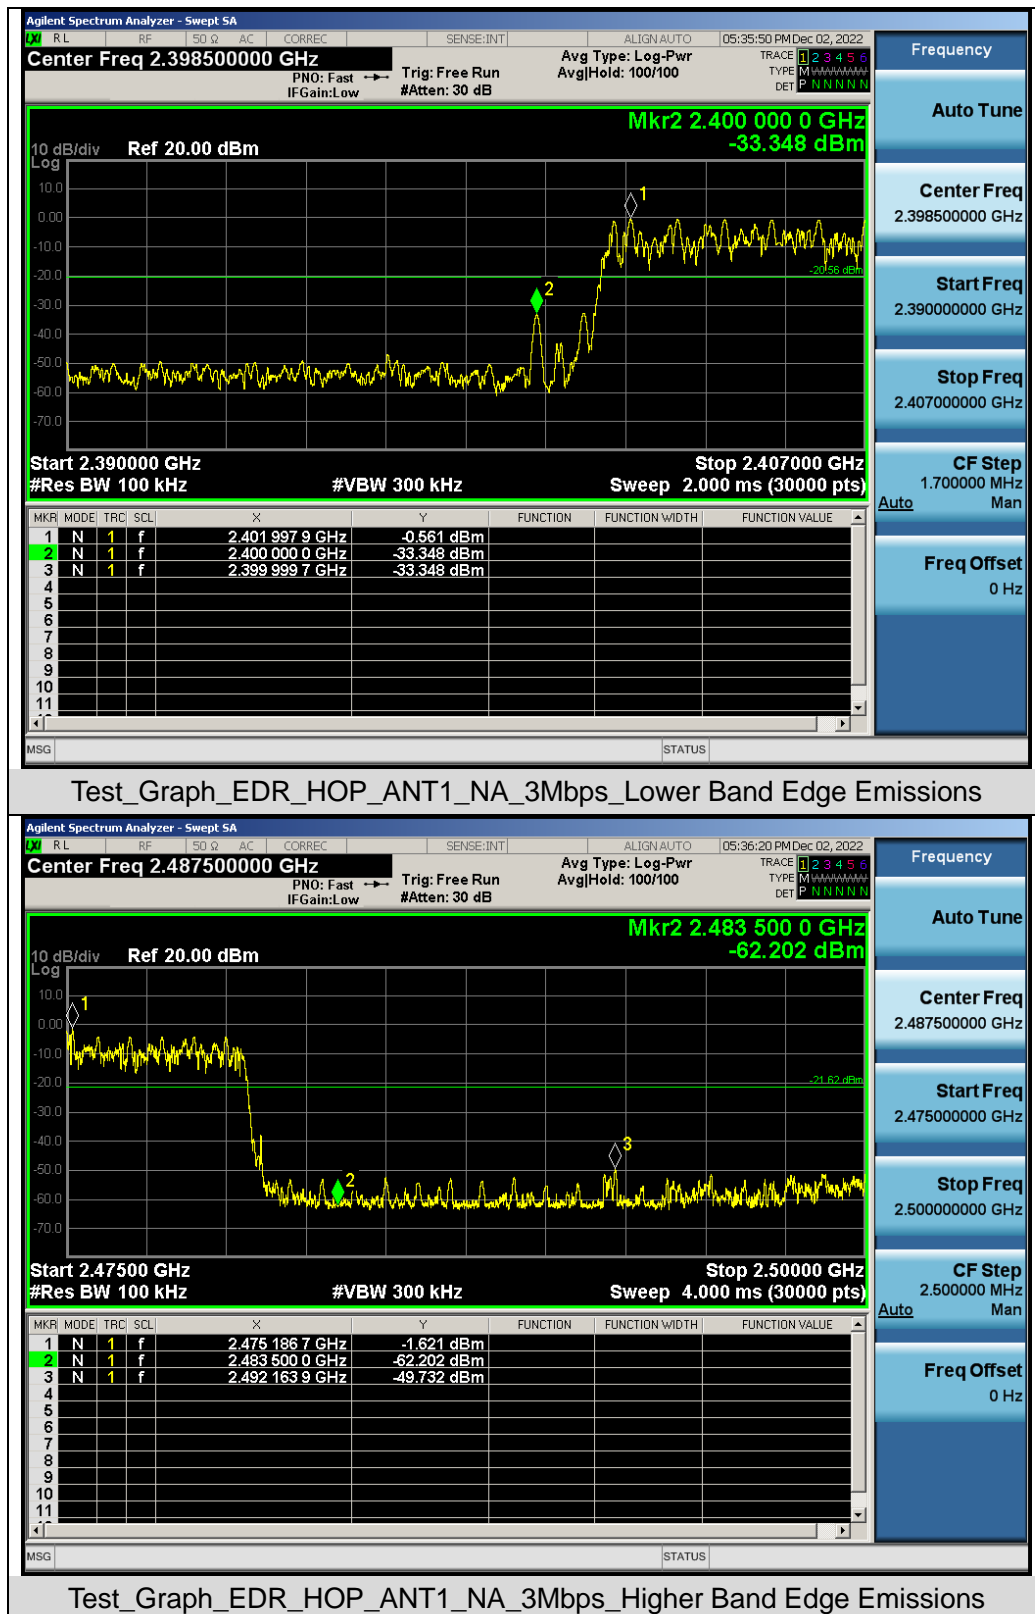 Agilent Spectrum Analyzer - Swept SA
LXI RL RF 50 Ω AC CORREC SENSE:INT ALIGN AUTO 05:35:50 PM Dec 02, 2022
Center Freq 2.398500000 GHz
PNO: Fast
IFGain:Low
Trig: Free Run
#Atten: 30 dB
Avg Type: Log-Pwr
Avg|Hold: 100/100
TRACE 1 2 3 4 5 6
TYPE M
DET P N N N N N
Mkr2 2.400 000 0 GHz
-33.348 dBm
10 dB/div
Log
Ref 20.00 dBm
10.0
0.00
-10.0
-20.0
-30.0
-40.0
-50.0
-60.0
-70.0
1
2
-20.56 dBm
Start 2.390000 GHz Stop 2.407000 GHz
#Res BW 100 kHz #VBW 300 kHz Sweep 2.000 ms (30000 pts)
MKR MODE TRC SCL X Y FUNCTION FUNCTION WIDTH FUNCTION VALUE
1 N 1 f 2.401 997 9 GHz -0.561 dBm
2 N 1 f 2.400 000 0 GHz -33.348 dBm
3 N 1 f 2.399 999 7 GHz -33.348 dBm
4
5
6
7
8
9
10
11
MSG STATUS
Frequency
Auto Tune
Center Freq
2.398500000 GHz
Start Freq
2.390000000 GHz
Stop Freq
2.407000000 GHz
CF Step
1.700000 MHz
Auto Man
Freq Offset
0 Hz
Test_Graph_EDR_HOP_ANT1_NA_3Mbps_Lower Band Edge Emissions
Agilent Spectrum Analyzer - Swept SA
LXI RL RF 50 Ω AC CORREC SENSE:INT ALIGN AUTO 05:36:20 PM Dec 02, 2022
Center Freq 2.487500000 GHz
PNO: Fast
IFGain:Low
Trig: Free Run
#Atten: 30 dB
Avg Type: Log-Pwr
Avg|Hold: 100/100
TRACE 1 2 3 4 5 6
TYPE M
DET P N N N N N
Mkr2 2.483 500 0 GHz
-62.202 dBm
10 dB/div
Log
Ref 20.00 dBm
10.0
0.00
-10.0
-20.0
-30.0
-40.0
-50.0
-60.0
-70.0
1
2
3
-21.62 dBm
Start 2.47500 GHz Stop 2.50000 GHz
#Res BW 100 kHz #VBW 300 kHz Sweep 4.000 ms (30000 pts)
MKR MODE TRC SCL X Y FUNCTION FUNCTION WIDTH FUNCTION VALUE
1 N 1 f 2.475 186 7 GHz -1.621 dBm
2 N 1 f 2.483 500 0 GHz -62.202 dBm
3 N 1 f 2.492 163 9 GHz -49.732 dBm
4
5
6
7
8
9
10
11
MSG STATUS
Frequency
Auto Tune
Center Freq
2.487500000 GHz
Start Freq
2.475000000 GHz
Stop Freq
2.500000000 GHz
CF Step
2.500000 MHz
Auto Man
Freq Offset
0 Hz
Test_Graph_EDR_HOP_ANT1_NA_3Mbps_Higher Band Edge Emissions